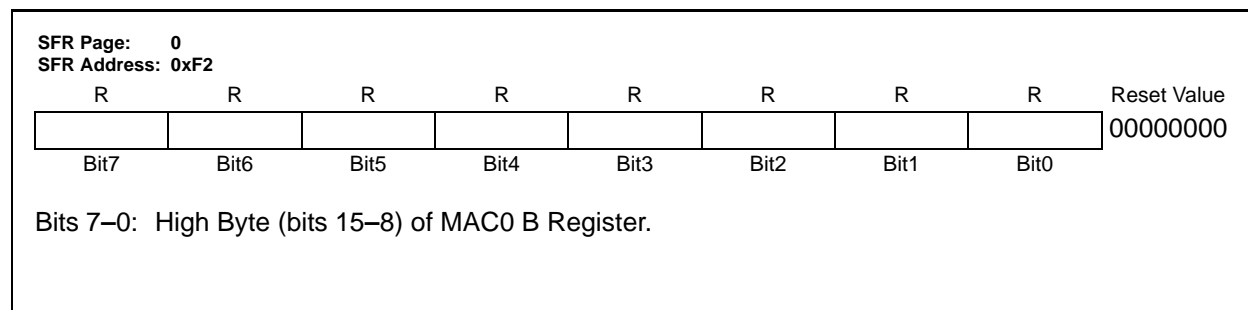 SFR Page: 0
SFR Address: 0xF2
R R R R R R R R Reset Value
00000000
Bit7 Bit6 Bit5 Bit4 Bit3 Bit2 Bit1 Bit0
Bits 7–0: High Byte (bits 15–8) of MAC0 B Register.